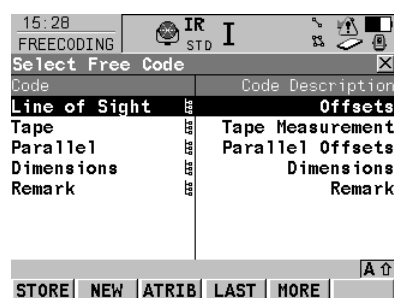 15:28
FREECODING
IR
STD
I
Select Free Code
Code Code Description
Line of Sight Offsets
Tape Tape Measurement
Parallel Parallel Offsets
Dimensions Dimensions
Remark Remark
A
STORE NEW ATRIB LAST MORE